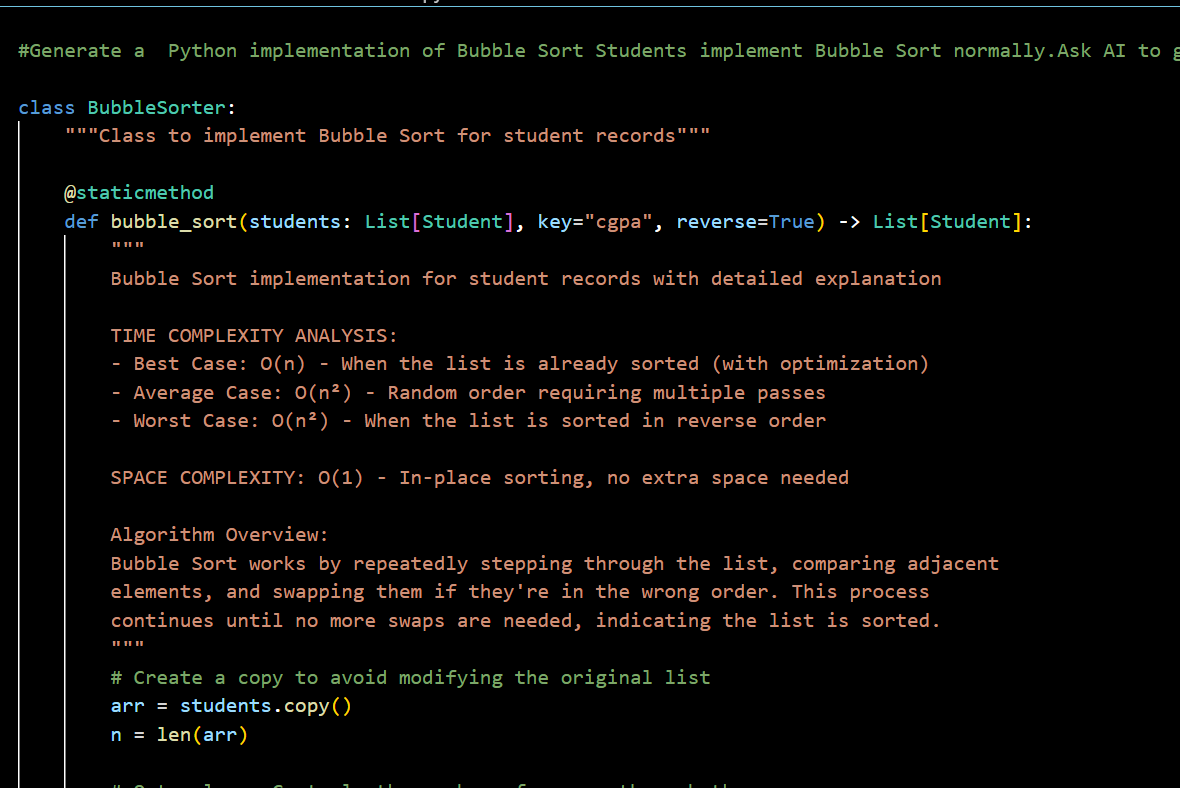 #Generate a  Python implementation of Bubble Sort Students implement Bubble Sort normally.Ask AI to
class BubbleSorter:
"""Class to implement Bubble Sort for student records"""
@staticmethod
def bubble_sort(students: List[Student], key="cgpa", reverse=True) -> List[Student]:
"""
Bubble Sort implementation for student records with detailed explanation
TIME COMPLEXITY ANALYSIS:
- Best Case: O(n) - When the list is already sorted (with optimization)
- Average Case: O(n²) - Random order requiring multiple passes
- Worst Case: O(n²) - When the list is sorted in reverse order
SPACE COMPLEXITY: O(1) - In-place sorting, no extra space needed
Algorithm Overview:
Bubble Sort works by repeatedly stepping through the list, comparing adjacent
elements, and swapping them if they're in the wrong order. This process
continues until no more swaps are needed, indicating the list is sorted.
"""
# Create a copy to avoid modifying the original list
arr = students.copy()
n = len(arr)